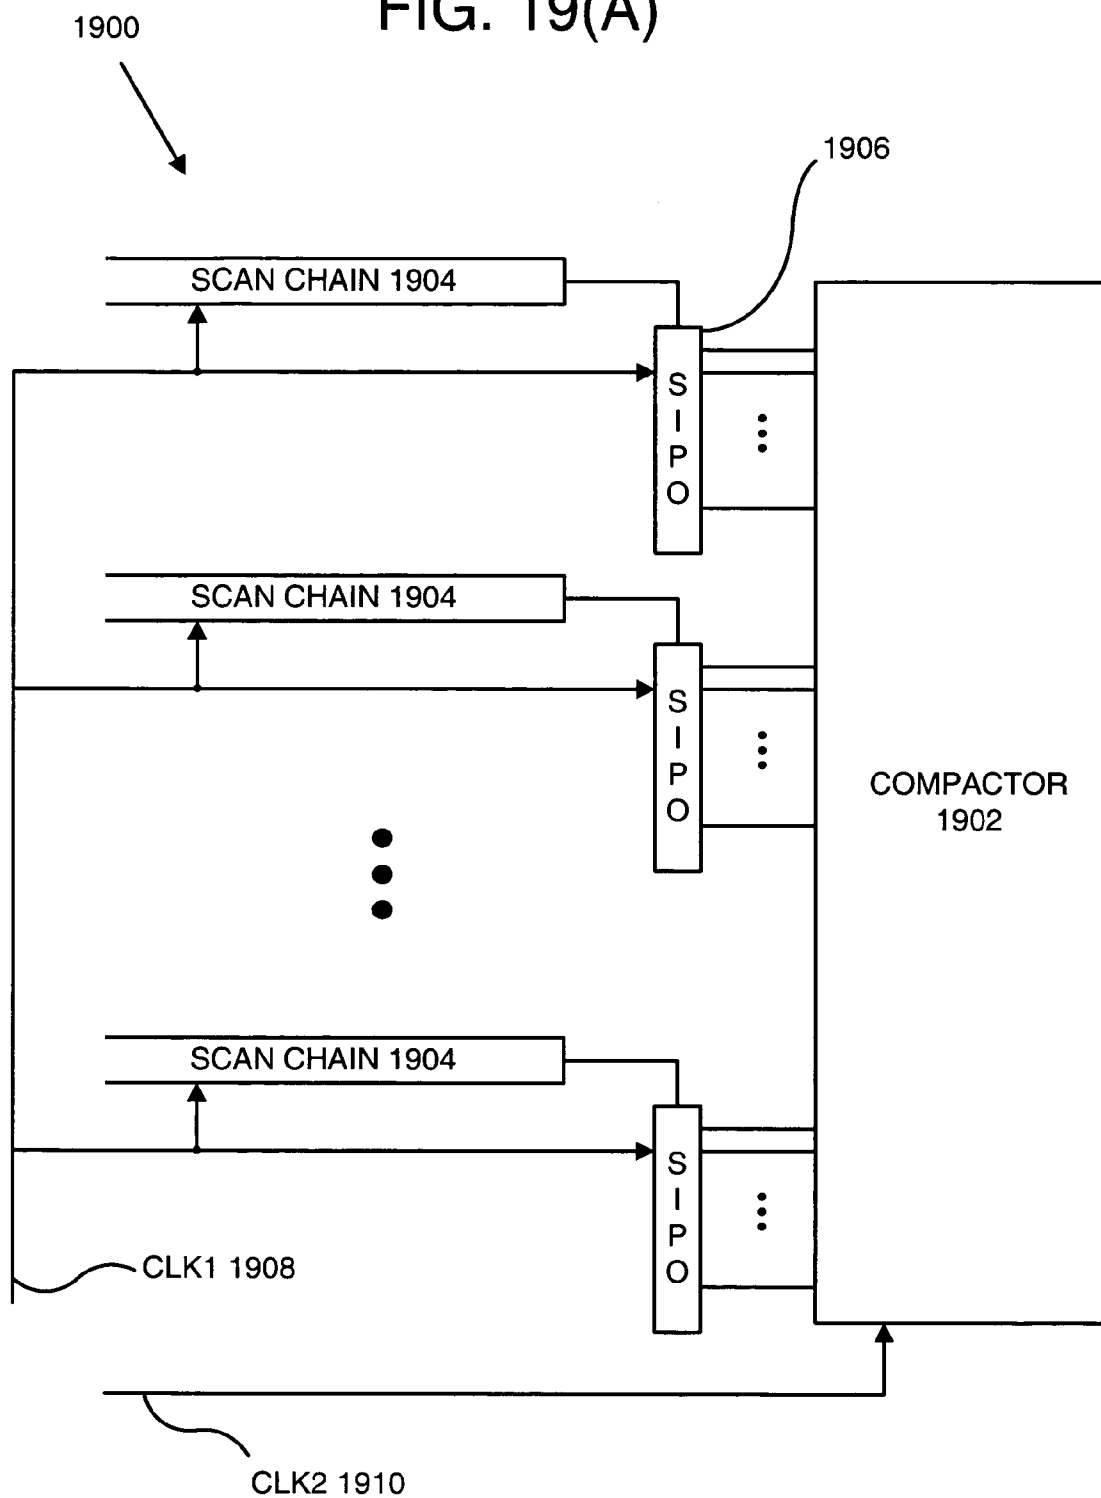 FIG. 19(A)
1900
1906
SCAN CHAIN 1904
S
I
P
O
SCAN CHAIN 1904
S
I
P
O
COMPACTOR
1902
SCAN CHAIN 1904
S
I
P
O
CLK1 1908
CLK2 1910